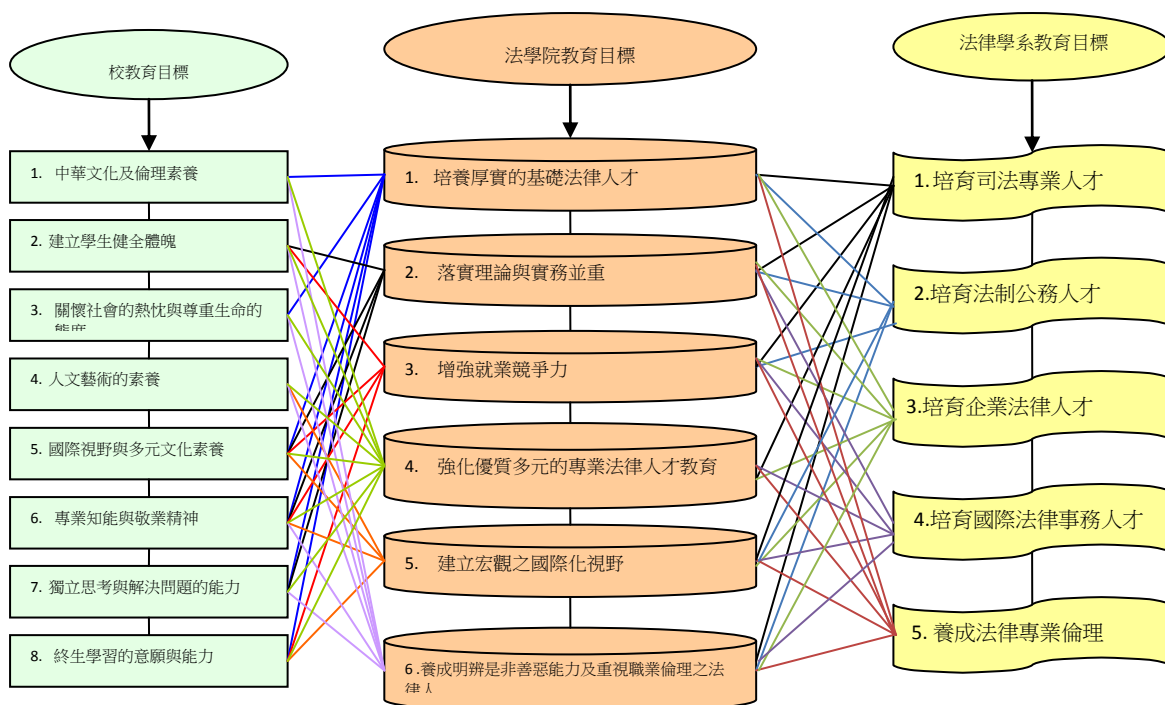 校教育目標
1. 中華文化及倫理素養
2. 建立學生健全體魄
3. 關懷社會的熱忱與尊重生命的
態度
4. 人文藝術的素養
5. 國際視野與多元文化素養
6. 專業知能與敬業精神
7. 獨立思考與解決問題的能力
8. 終生學習的意願與能力
法學院教育目標
1. 培養厚實的基礎法律人才
2. 落實理論與實務並重
3. 增強就業競爭力
4. 強化優質多元的專業法律人才教育
5. 建立宏觀之國際化視野
6.養成明辨是非善惡能力及重視職業倫理之法
律人
法律學系教育目標
1.培育司法專業人才
2.培育法制公務人才
3.培育企業法律人才
4.培育國際法律事務人才
5. 養成法律專業倫理